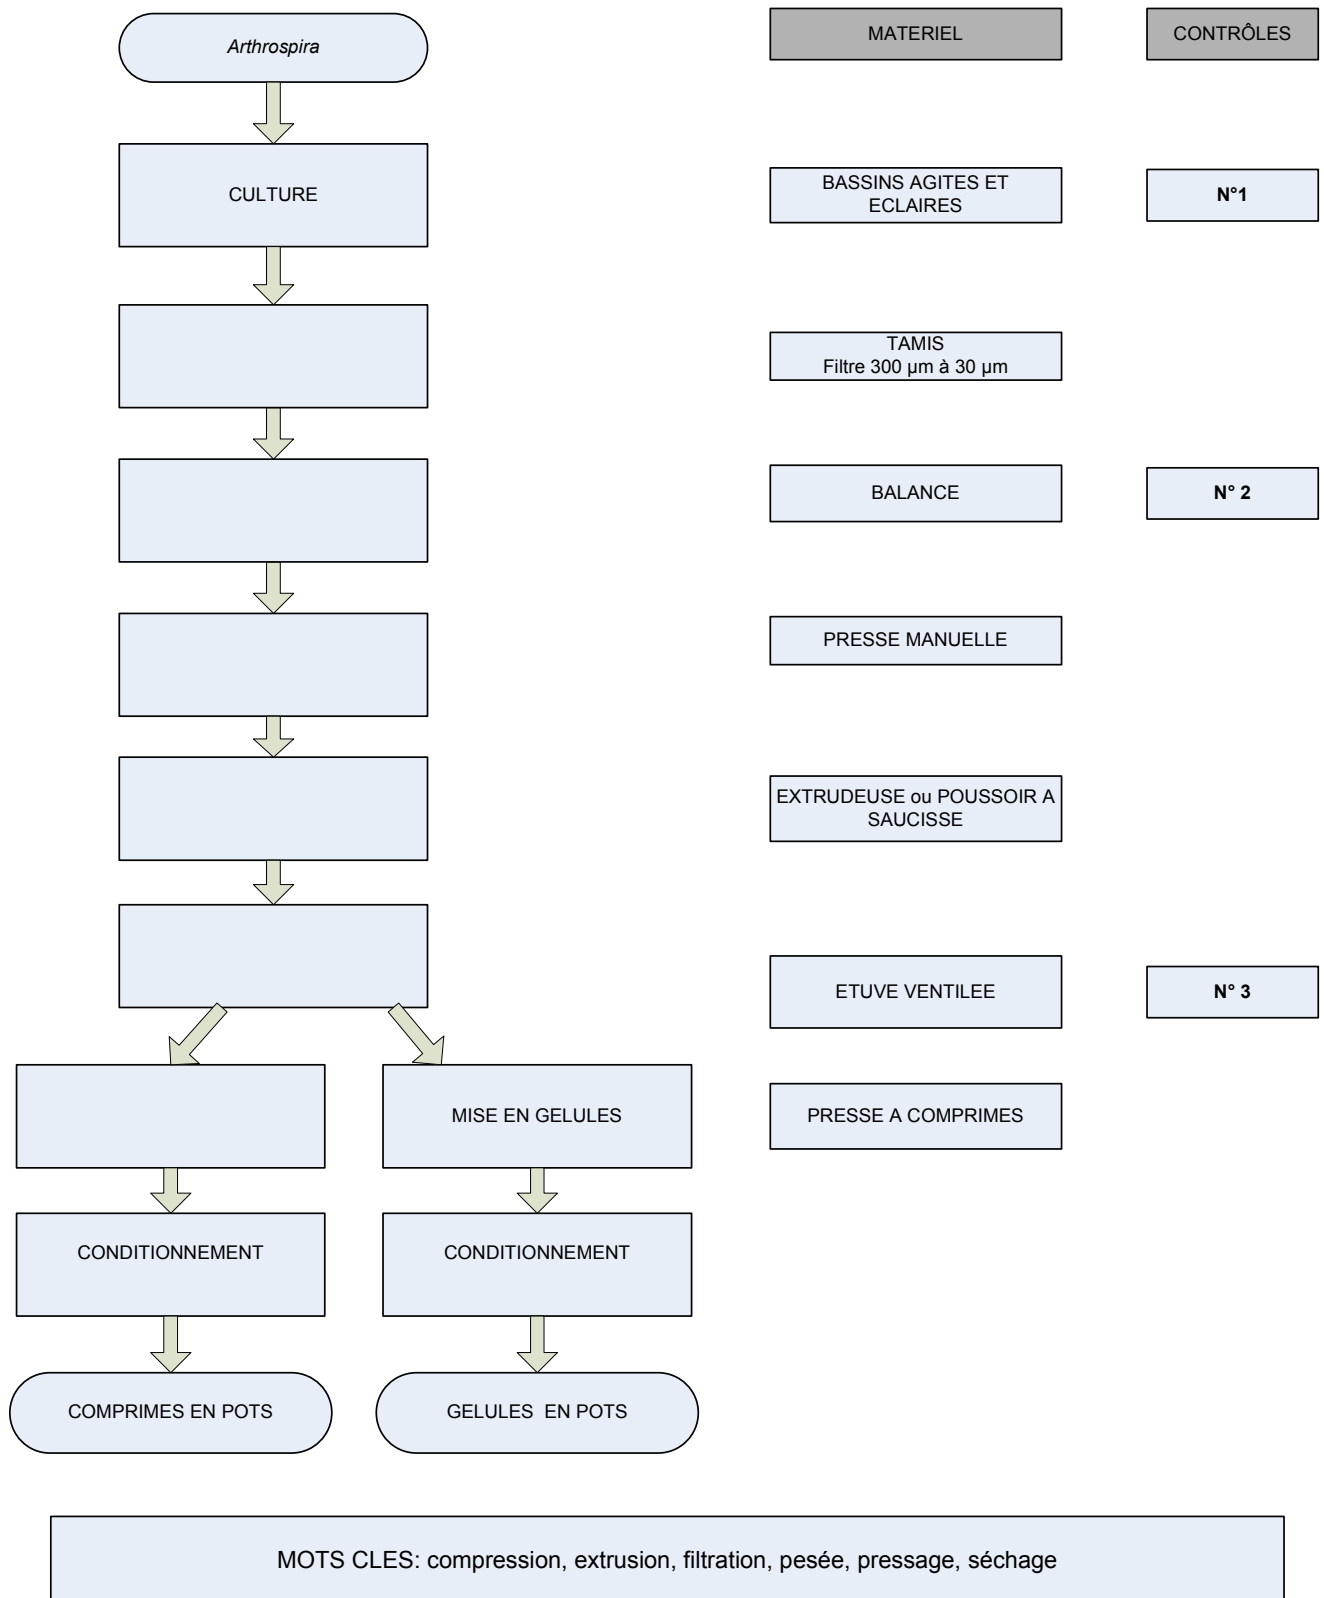 Arthrospira
MATERIEL
CONTRÔLES
CULTURE
BASSINS AGITES ET
ECLAIRES
N°1
TAMIS
Filtre 300 µm à 30 µm
BALANCE
N° 2
PRESSE MANUELLE
EXTRUDEUSE ou POUSSOIR A
SAUCISSE
ETUVE VENTILEE
N° 3
MISE EN GELULES
PRESSE A COMPRIMES
CONDITIONNEMENT
CONDITIONNEMENT
COMPRIMES EN POTS
GELULES EN POTS
MOTS CLES: compression, extrusion, filtration, pesée, pressage, séchage